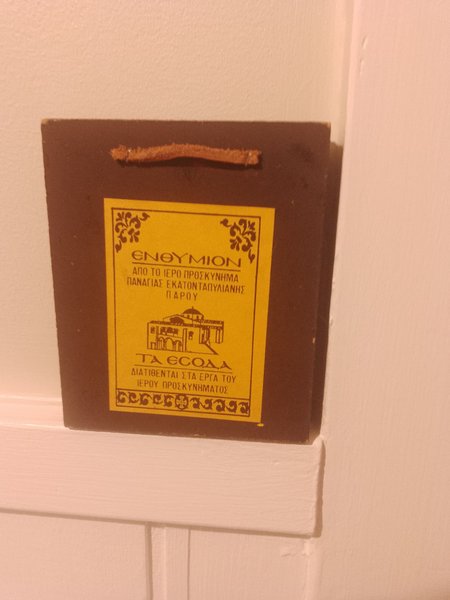 ΕΝΘΥΜΙΟΝ
ΑΠΟ ΤΟ ΙΕΡΟ ΠΡΟΣΚΥΝΗΜΑ
ΠΑΝΑΓΙΑΣ ΕΚΑΤΟΝΤΑΠΥΛΙΑΝΗΣ
ΠΑΡΟΥ
ΤΑ ΕΣΟΔΑ
ΔΙΑΤΙΘΕΝΤΑΙ ΣΤΑ ΕΡΓΑ ΤΟΥ
ΙΕΡΟΥ ΠΡΟΣΚΥΝΗΜΑΤΟΣ